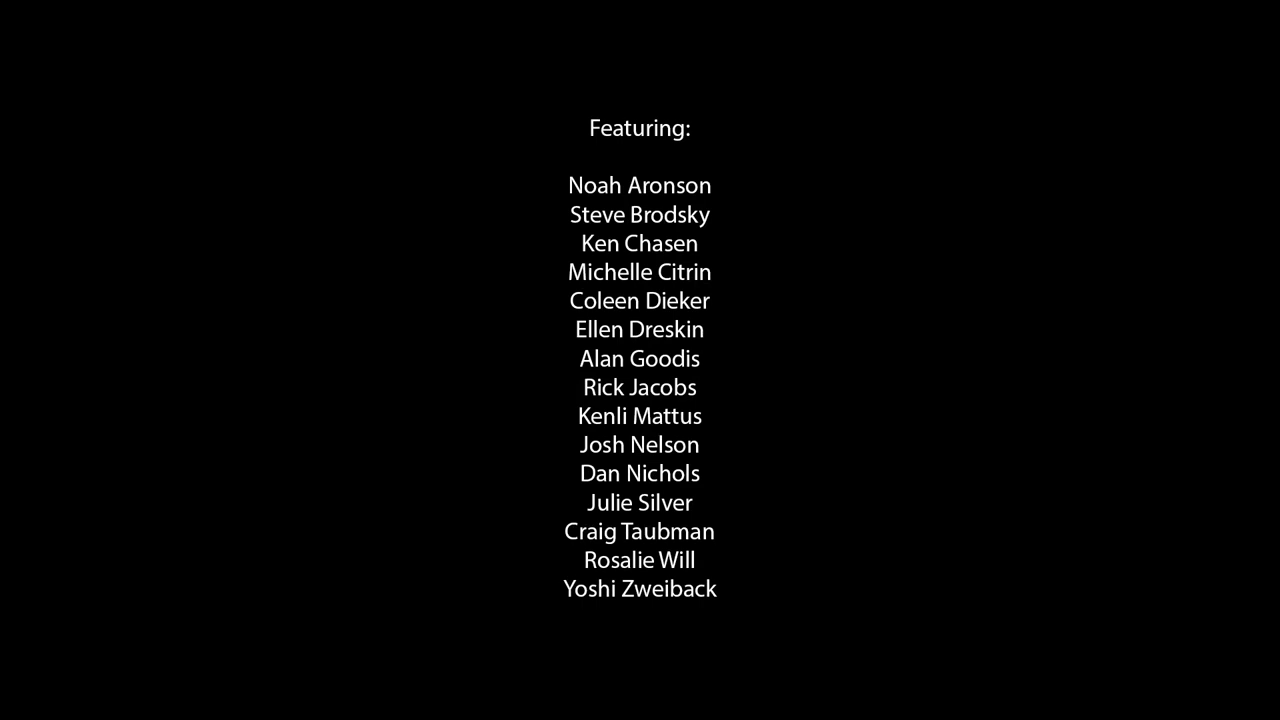 Featuring:
Noah Aronson
Steve Brodsky
Ken Chasen
Michelle Citrin
Coleen Dieker
Ellen Dreskin
Alan Goodis
Rick Jacobs
Kenli Mattus
Josh Nelson
Dan Nichols
Julie Silver
Craig Taubman
Rosalie Will
Yoshi Zweiback